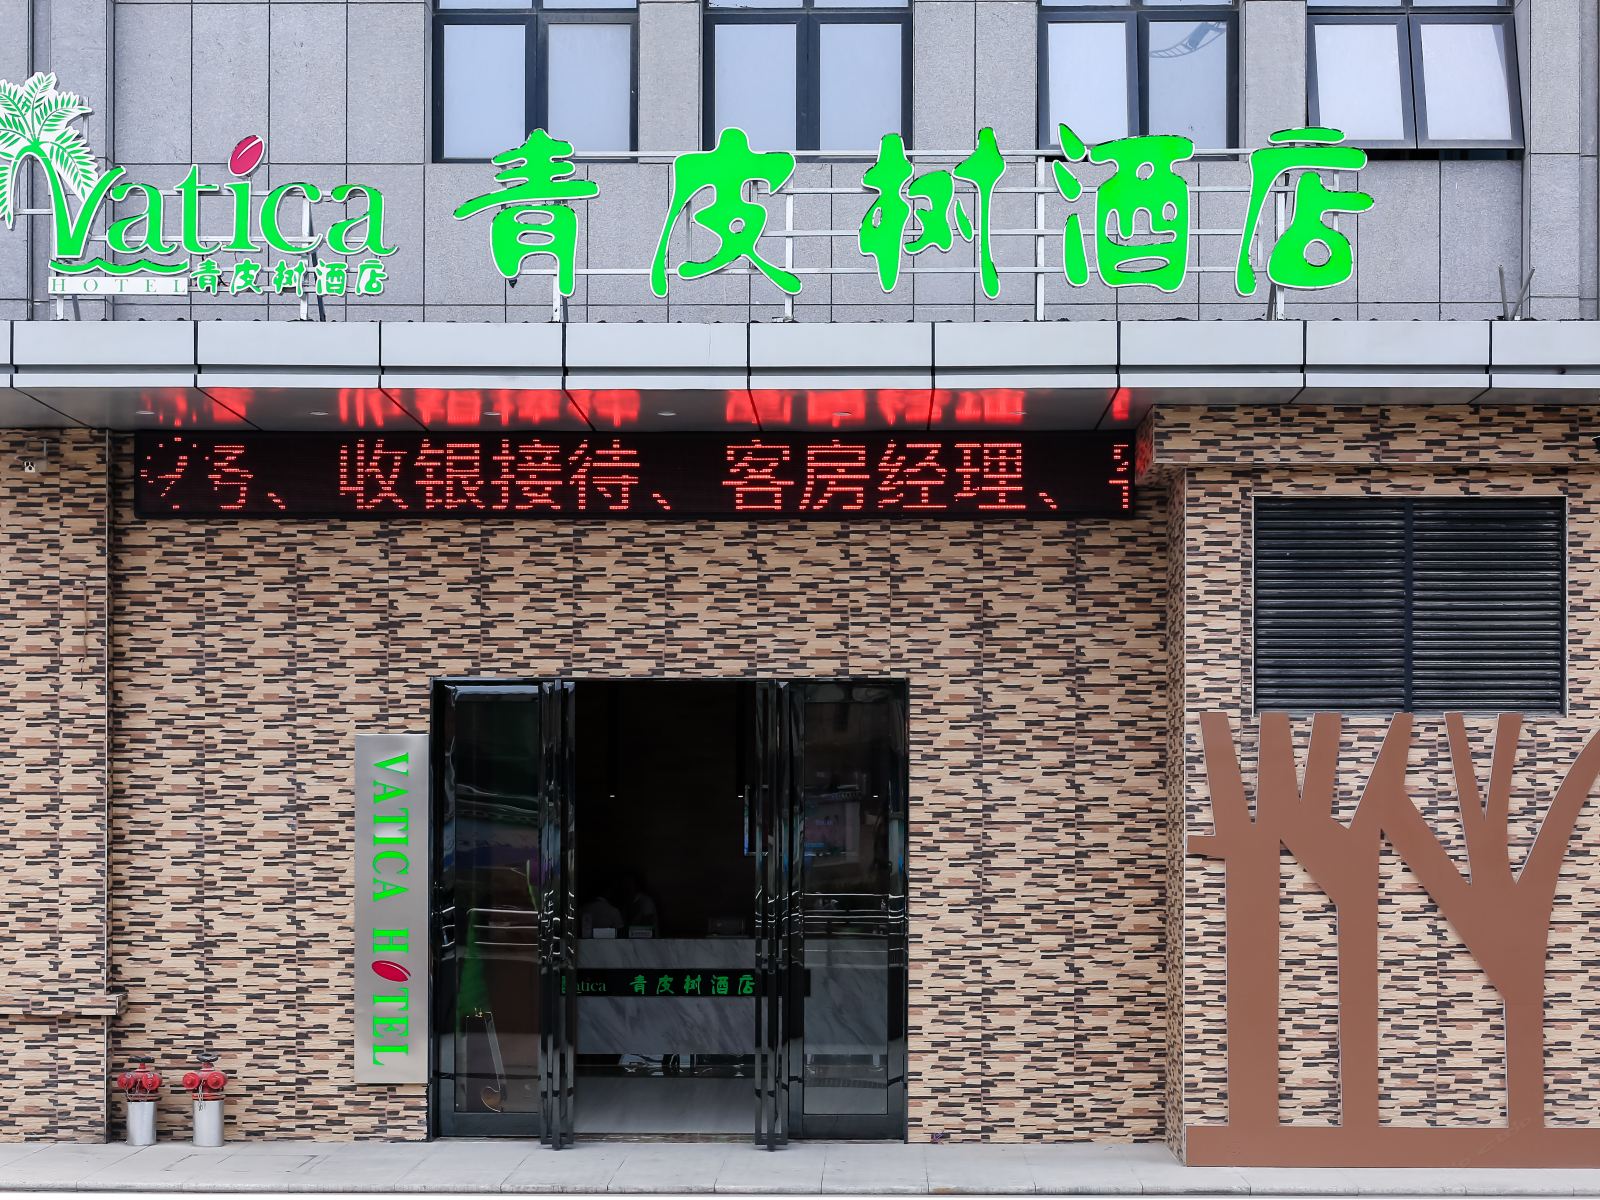 Vatica
HOTEL 青皮树酒店
青皮树酒店
、收银接待、客房经理、
VATICA HOTEL
atica 青皮树酒店